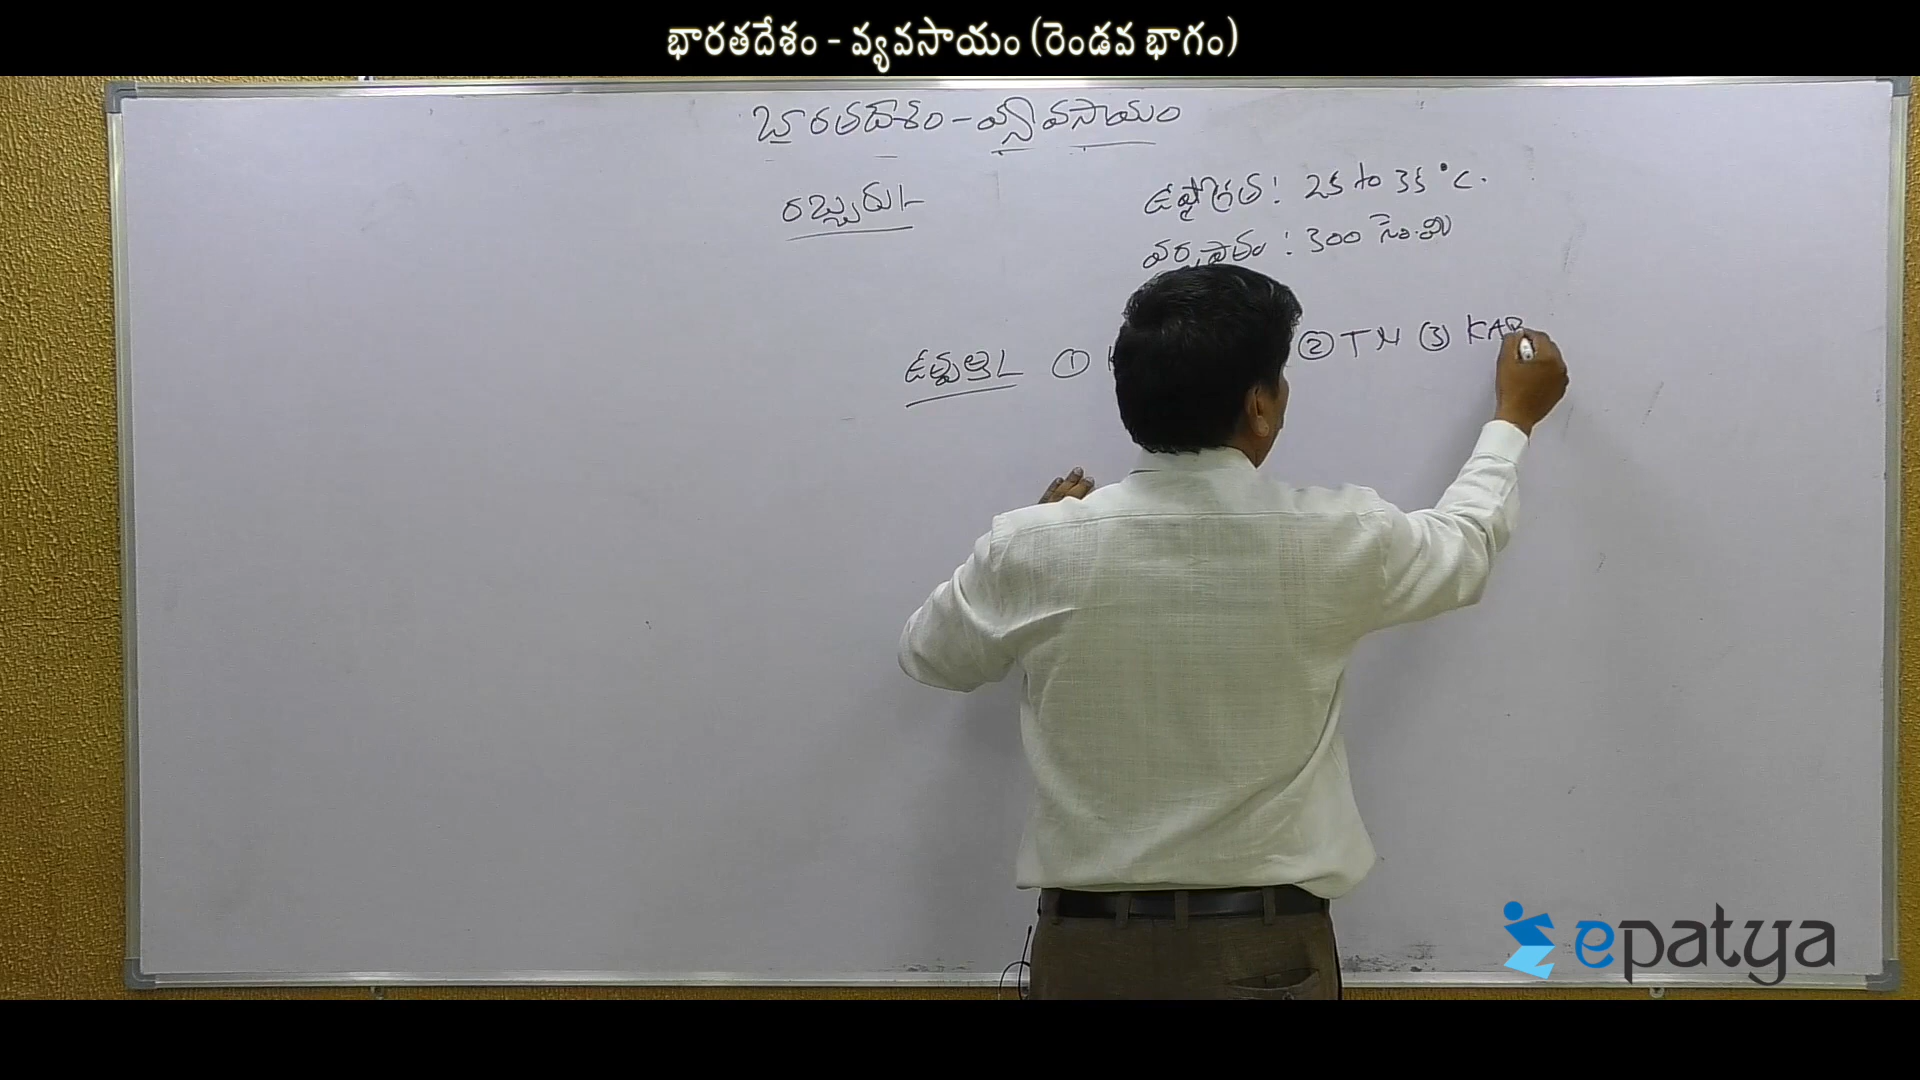 భారతదేశం - వ్యవసాయం (రెండవ భాగం)
భారతదేశం - వ్యవసాయం
రబ్బరు
ఉష్ణోగ్రత : 25 to 35°C.
వర్షపాతం : 300 సెం.మీ
ఉత్పత్తి ① ② TN ③ KAR
epatya